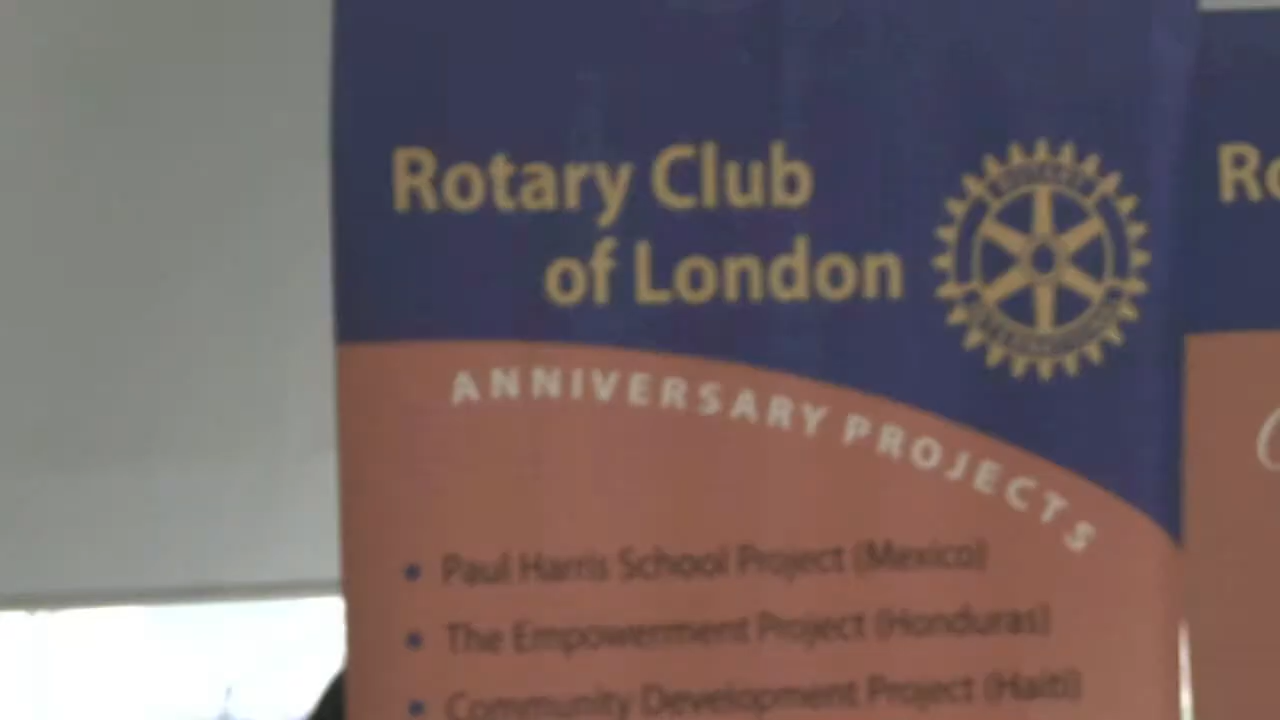 Rotary Club
of London
ANNIVERSARY PROJECTS
• Paul Harris School Project (Mexico)
• The Empowerment Project (Honduras)
• Community Development Project (Haiti)
Ro